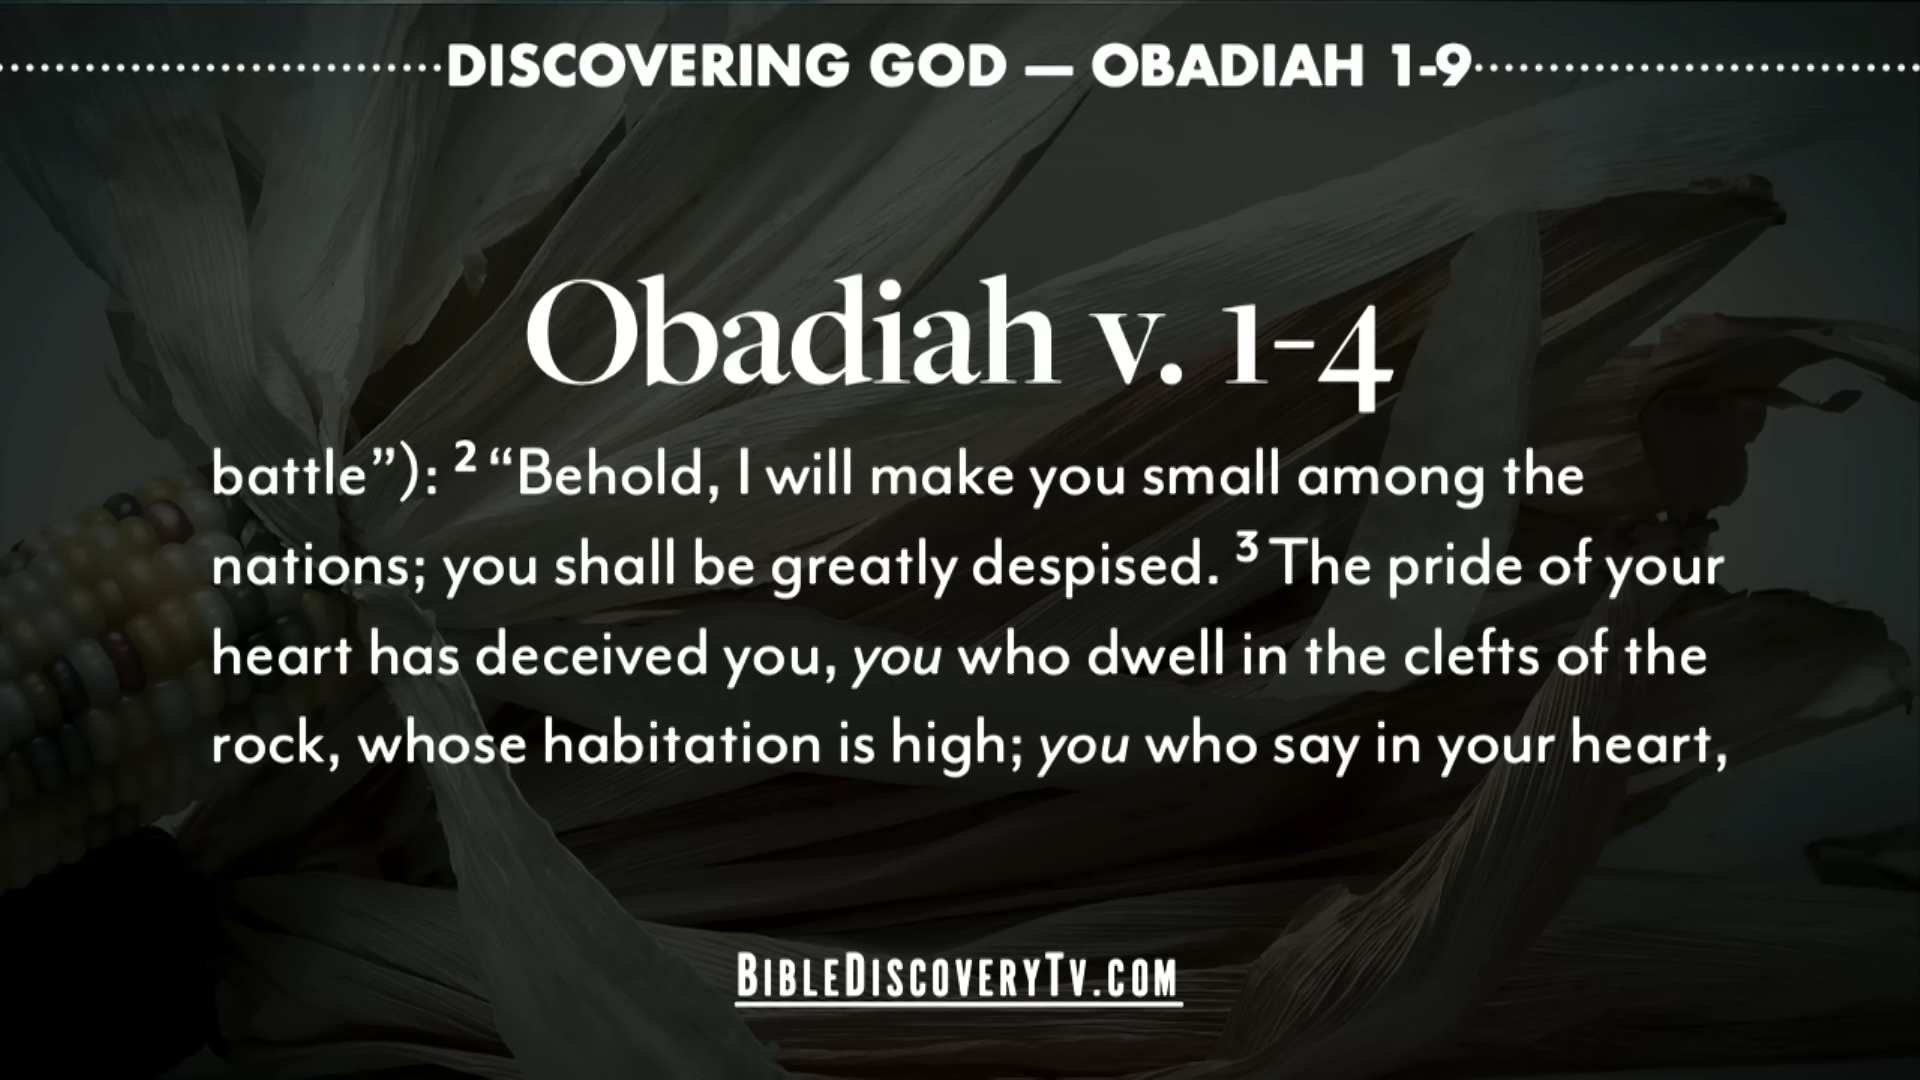 DISCOVERING GOD — OBADIAH 1-9
Obadiah v. 1-4
battle”): ² “Behold, I will make you small among the
nations; you shall be greatly despised. ³ The pride of your
heart has deceived you, you who dwell in the clefts of the
rock, whose habitation is high; you who say in your heart,
BIBLEDISCOVERYTV.COM